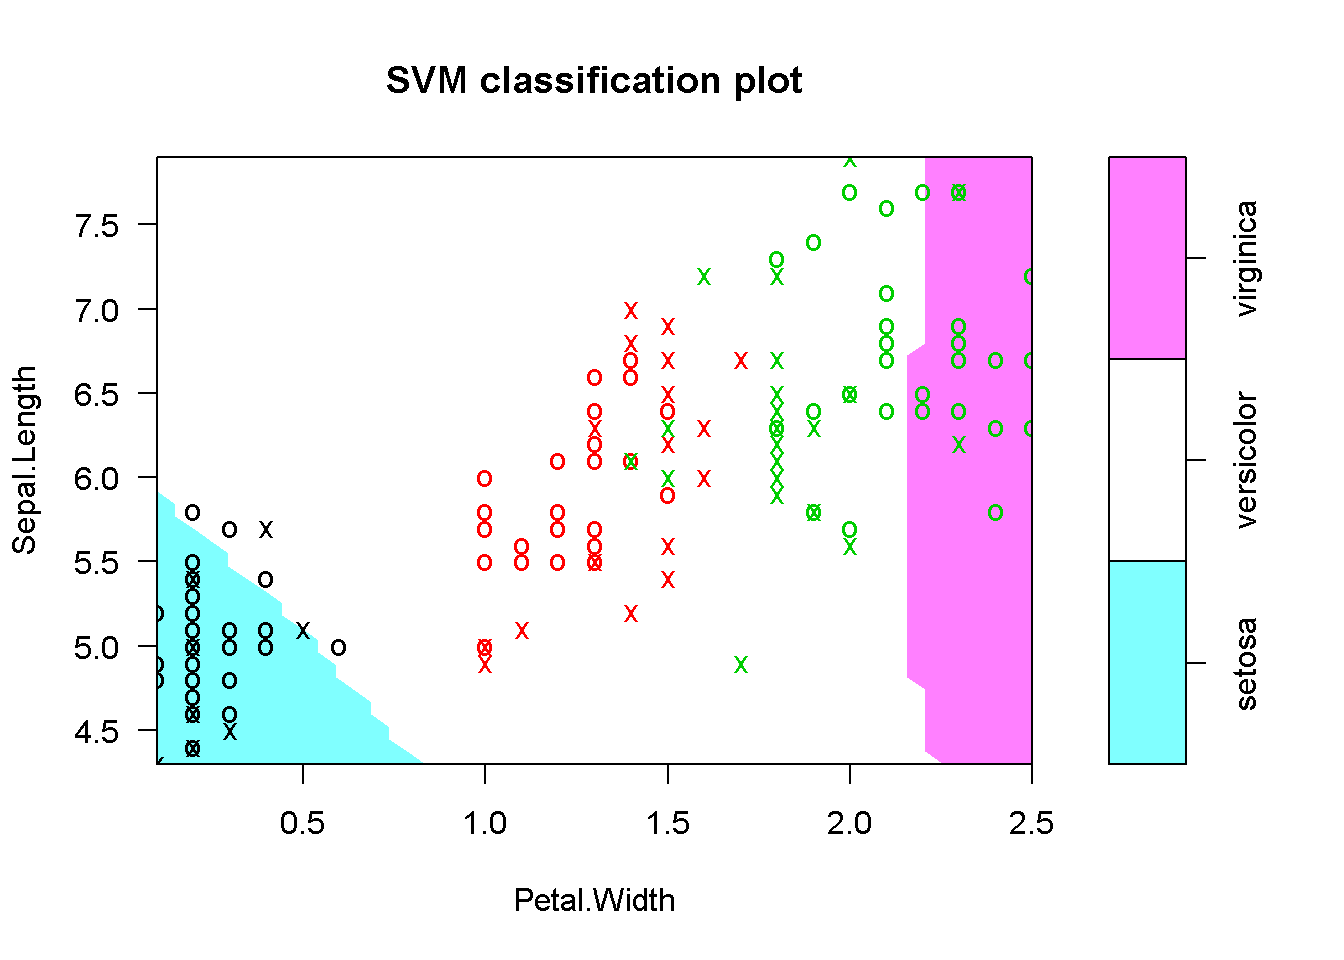 SVM classification plot
7.5
7.0
6.5
6.0
5.5
5.0
4.5
Sepal.Length
0.5 1.0 1.5 2.0 2.5
Petal.Width
virginica
versicolor
setosa